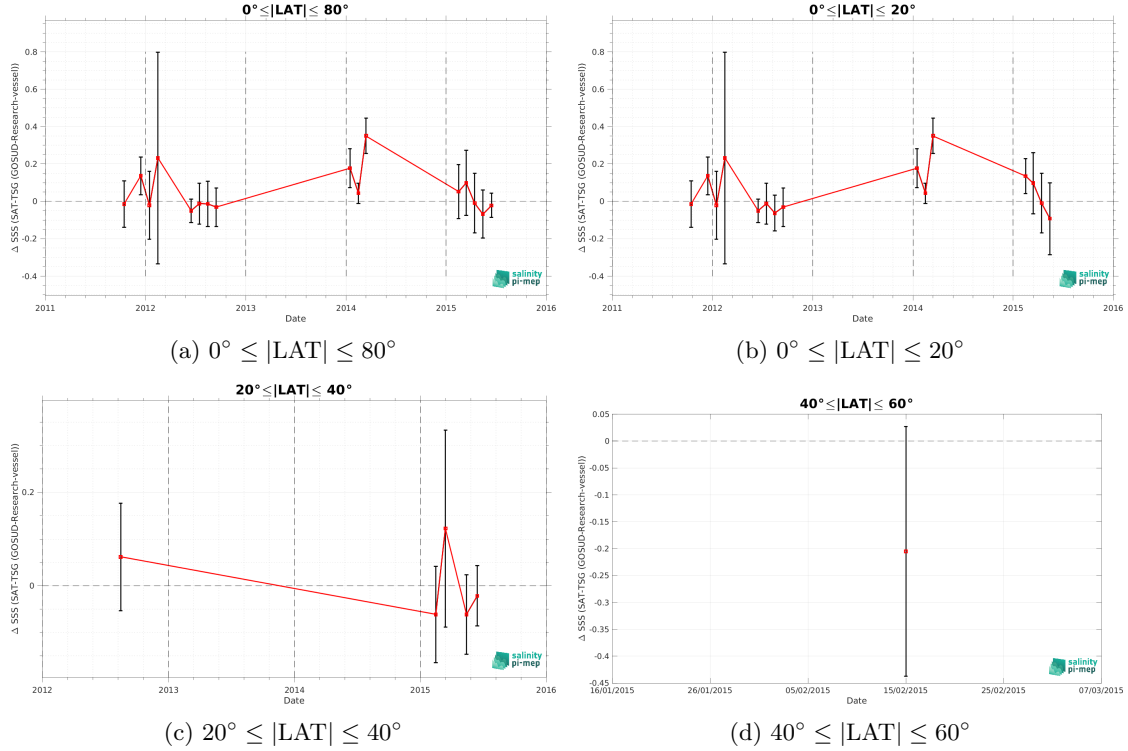 0°≤|LAT|≤ 80°
Δ SSS (SAT-TSG (GOSUD-Research-vessel))
0.8
0.6
0.4
0.2
0
-0.2
-0.4
2011 2012 2013 2014 2015 2016
Date
salinity
pi-mep
(a) 0° ≤ |LAT| ≤ 80°
0°≤|LAT|≤ 20°
Δ SSS (SAT-TSG (GOSUD-Research-vessel))
0.8
0.6
0.4
0.2
0
-0.2
-0.4
2011 2012 2013 2014 2015 2016
Date
salinity
pi-mep
(b) 0° ≤ |LAT| ≤ 20°
20°≤|LAT|≤ 40°
Δ SSS (SAT-TSG (GOSUD-Research-vessel))
0.2
0
2012 2013 2014 2015 2016
Date
salinity
pi-mep
(c) 20° ≤ |LAT| ≤ 40°
40°≤|LAT|≤ 60°
Δ SSS (SAT-TSG (GOSUD-Research-vessel))
0.05
0
-0.05
-0.1
-0.15
-0.2
-0.25
-0.3
-0.35
-0.4
-0.45
16/01/2015 26/01/2015 05/02/2015 15/02/2015 25/02/2015 07/03/2015
Date
salinity
pi-mep
(d) 40° ≤ |LAT| ≤ 60°